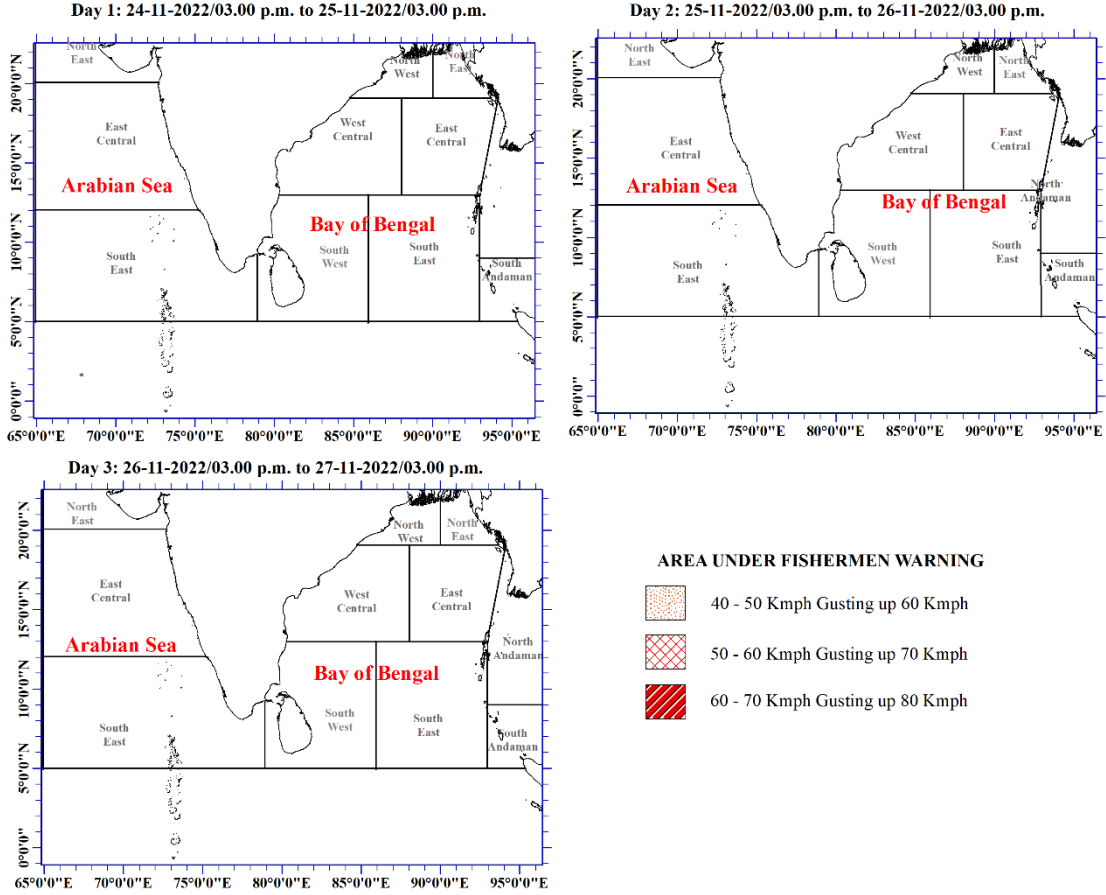 Day 1: 24-11-2022/03.00 p.m. to 25-11-2022/03.00 p.m.
North
East
North
West
North
East
East
Central
West
Central
East
Central
Arabian Sea
Bay of Bengal
South
East
South
West
South
East
South
Andaman
20°0'0"N
15°0'0"N
10°0'0"N
5°0'0"N
0°0'0"
65°0'0"E
70°0'0"E
75°0'0"E
80°0'0"E
85°0'0"E
90°0'0"E
95°0'0"E
Day 2: 25-11-2022/03.00 p.m. to 26-11-2022/03.00 p.m.
North
East
North
West
North
East
East
Central
West
Central
East
Central
Arabian Sea
Bay of Bengal
North
Andaman
South
East
South
West
South
East
South
Andaman
20°0'0"N
15°0'0"N
10°0'0"N
5°0'0"N
0°0'0"
65°0'0"E
70°0'0"E
75°0'0"E
80°0'0"E
85°0'0"E
90°0'0"E
95°0'0"E
Day 3: 26-11-2022/03.00 p.m. to 27-11-2022/03.00 p.m.
North
East
North
West
North
East
East
Central
West
Central
East
Central
Arabian Sea
Bay of Bengal
North
Andaman
South
East
South
West
South
East
South
Andaman
20°0'0"N
15°0'0"N
10°0'0"N
5°0'0"N
0°0'0"
65°0'0"E
70°0'0"E
75°0'0"E
80°0'0"E
85°0'0"E
90°0'0"E
95°0'0"E
AREA UNDER FISHERMEN WARNING
40 - 50 Kmph Gusting up 60 Kmph
50 - 60 Kmph Gusting up 70 Kmph
60 - 70 Kmph Gusting up 80 Kmph